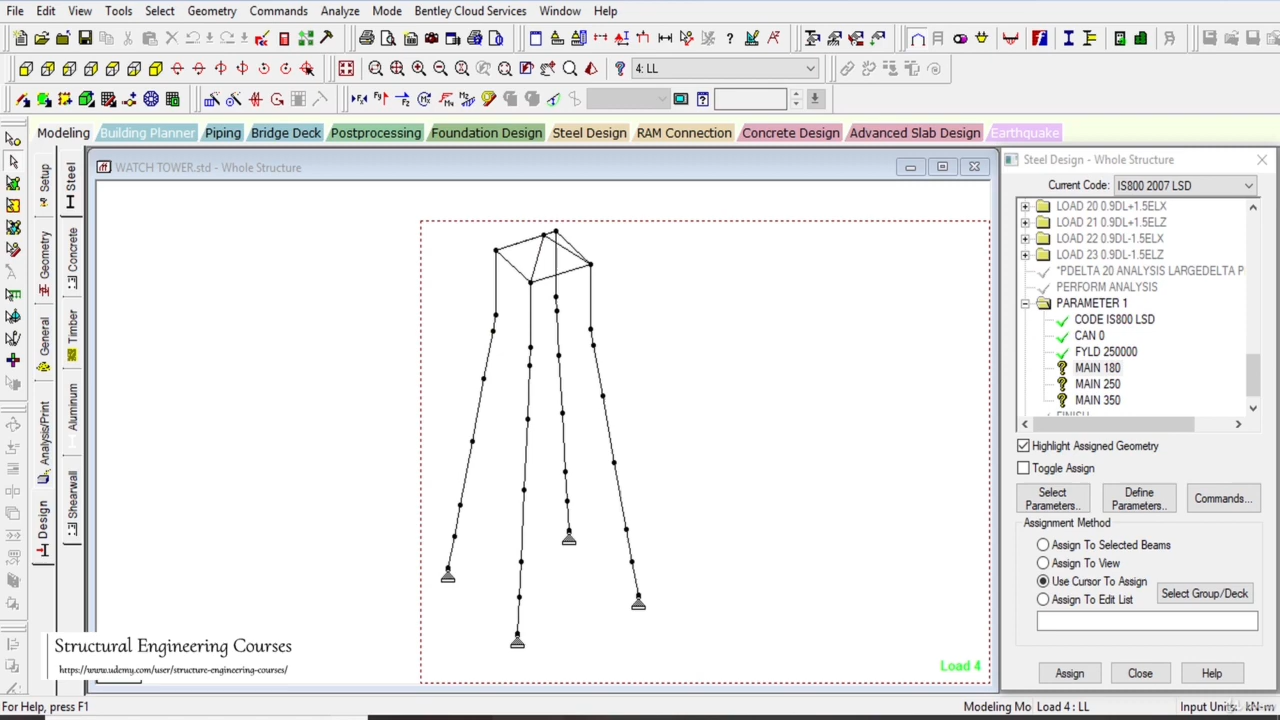 File Edit View Tools Select Geometry Commands Analyze Mode Bentley Cloud Services Window Help
4: LL
Modeling Building Planner Piping Bridge Deck Postprocessing Foundation Design Steel Design RAM Connection Concrete Design Advanced Slab Design Earthquake
WATCH TOWER.std - Whole Structure
Setup
Geometry
General
Analysis/Print
Design
Steel
Concrete
Timber
Aluminum
Shearwall
Load 4
Structural Engineering Courses
https://www.udemy.com/user/structure-engineering-courses/
Steel Design - Whole Structure
Current Code: IS800 2007 LSD
LOAD 20 0.9DL+1.5ELX
LOAD 21 0.9DL+1.5ELZ
LOAD 22 0.9DL-1.5ELX
LOAD 23 0.9DL-1.5ELZ
*PDELTA 20 ANALYSIS LARGEDELTA P
PERFORM ANALYSIS
PARAMETER 1
CODE IS800 LSD
CAN 0
FYLD 250000
MAIN 180
MAIN 250
MAIN 350
FINISH
Highlight Assigned Geometry
Toggle Assign
Select Parameters..
Define Parameters..
Commands...
Assignment Method
Assign To Selected Beams
Assign To View
Use Cursor To Assign
Select Group/Deck
Assign To Edit List
Assign Close Help
For Help, press F1
Modeling Mo Load 4 : LL Input Units: kN-m